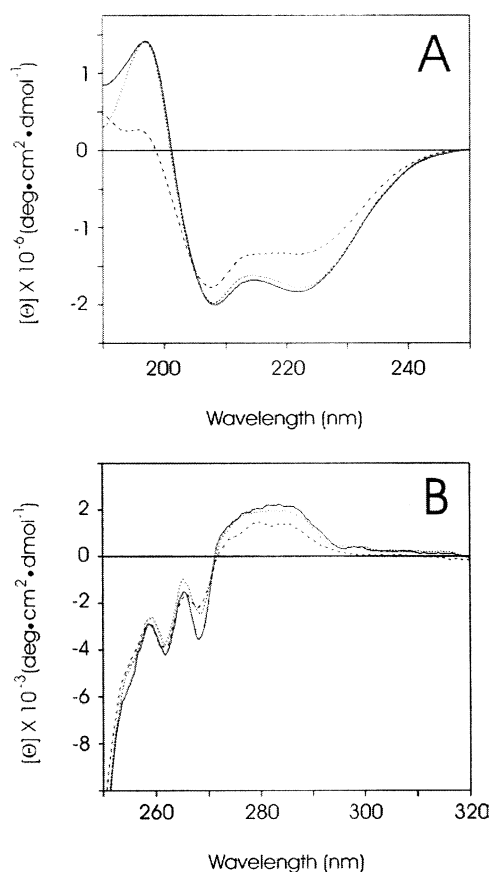 A
[Θ] X 10⁻⁶ (deg•cm²•dmol⁻¹)
1
0
-1
-2
200
220
240
Wavelength (nm)
B
[Θ] X 10⁻³ (deg•cm²•dmol⁻¹)
2
0
-2
-4
-6
-8
260
280
300
320
Wavelength (nm)